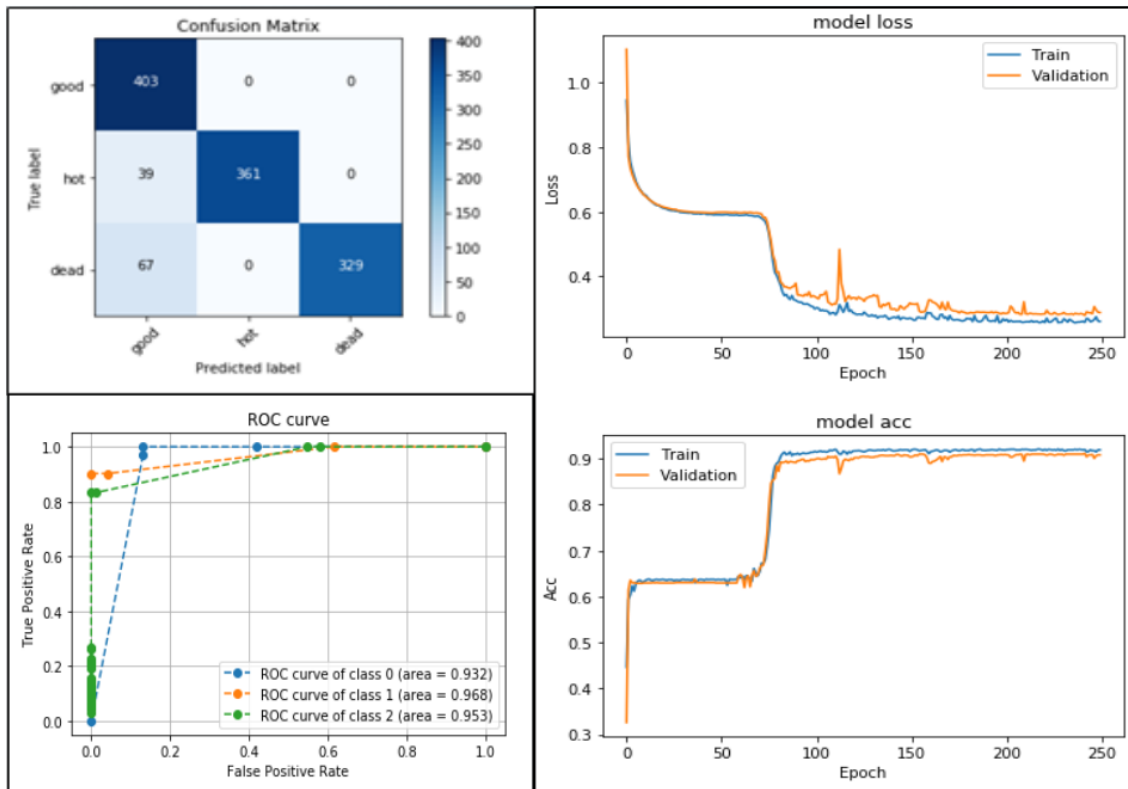 Confusion Matrix
good
hot
dead
True label
403 0 0
39 361 0
67 0 329
good hot dead
Predicted label
400
350
300
250
200
150
100
50
0
model loss
Train
Validation
Loss
1.0
0.8
0.6
0.4
0 50 100 150 200 250
Epoch
ROC curve
True Positive Rate
1.0
0.8
0.6
0.4
0.2
0.0
ROC curve of class 0 (area = 0.932)
ROC curve of class 1 (area = 0.968)
ROC curve of class 2 (area = 0.953)
0.0 0.2 0.4 0.6 0.8 1.0
False Positive Rate
model acc
Train
Validation
Acc
0.9
0.8
0.7
0.6
0.5
0.4
0.3
0 50 100 150 200 250
Epoch